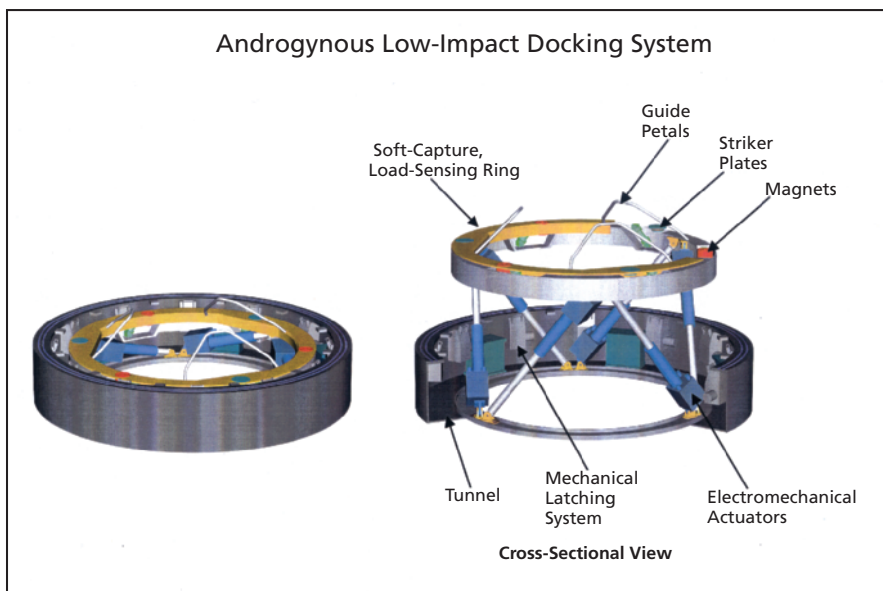 Androgynous Low-Impact Docking System
Guide
Petals
Soft-Capture,
Load-Sensing Ring
Striker
Plates
Magnets
Tunnel
Mechanical
Latching
System
Electromechanical
Actuators
Cross-Sectional View